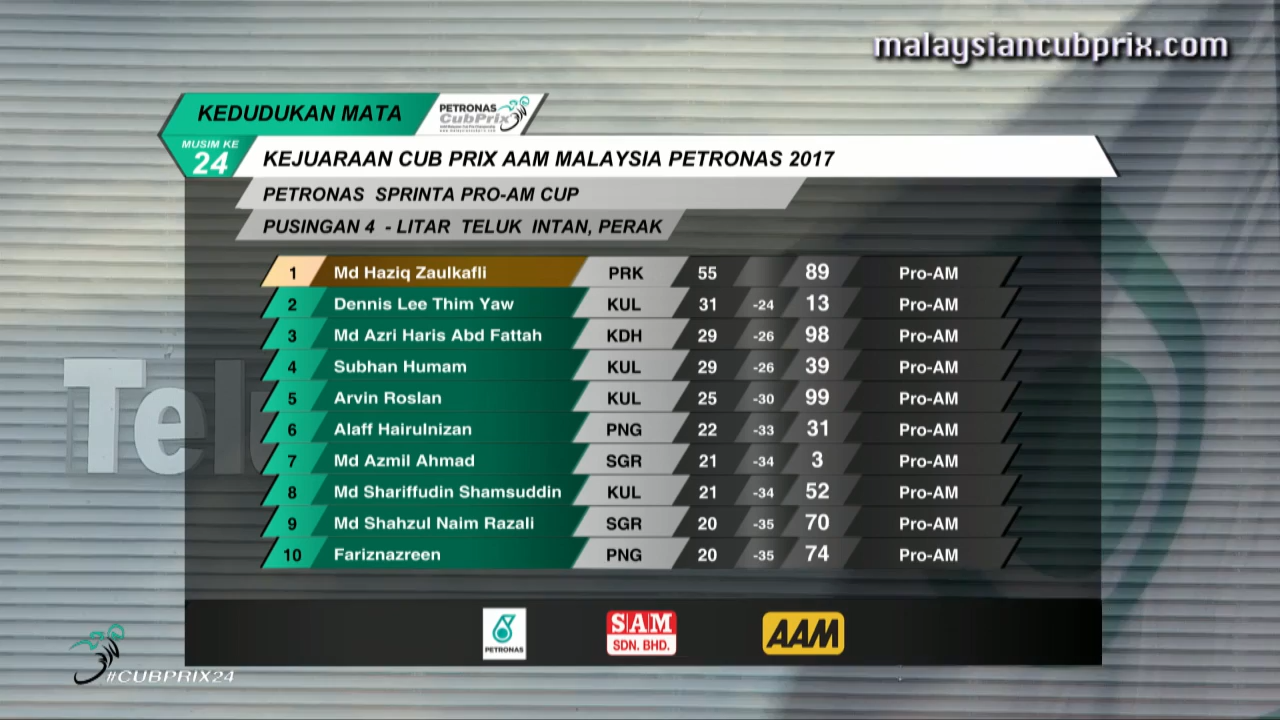 malaysiancubprix.com
KEDUDUKAN MATA
PETRONAS
CubPrix
MUSIM KE
24
KEJUARAAN CUB PRIX AAM MALAYSIA PETRONAS 2017
PETRONAS SPRINTA PRO-AM CUP
PUSINGAN 4 - LITAR TELUK INTAN, PERAK
1 Md Haziq Zaulkafli PRK 55 89 Pro-AM
2 Dennis Lee Thim Yaw KUL 31 -24 13 Pro-AM
3 Md Azri Haris Abd Fattah KDH 29 -26 98 Pro-AM
4 Subhan Humam KUL 29 -26 39 Pro-AM
5 Arvin Roslan KUL 25 -30 99 Pro-AM
6 Alaff Hairulnizan PNG 22 -33 31 Pro-AM
7 Md Azmil Ahmad SGR 21 -34 3 Pro-AM
8 Md Shariffudin Shamsuddin KUL 21 -34 52 Pro-AM
9 Md Shahzul Naim Razali SGR 20 -35 70 Pro-AM
10 Fariznazreen PNG 20 -35 74 Pro-AM
PETRONAS
SAM
SDN. BHD.
AAM
#CUBPRIX24